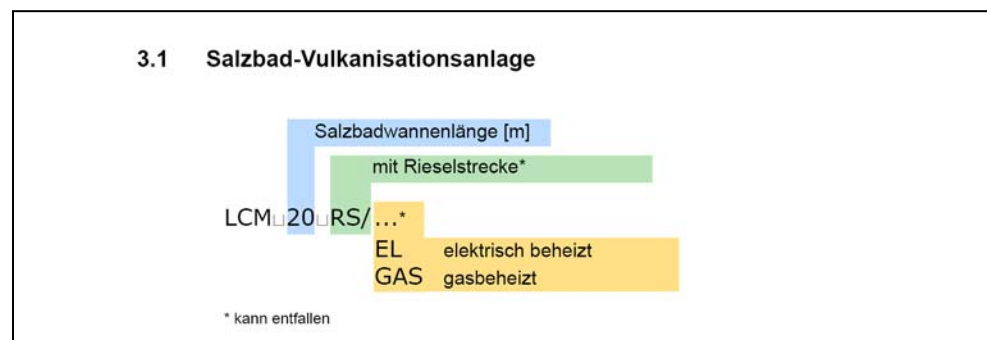 3.1 Salzbad-Vulkanisationsanlage
Salzbadwannenlänge [m]
mit Rieselstrecke*
LCM␣20␣RS/...*
EL elektrisch beheizt
GAS gasbeheizt
* kann entfallen